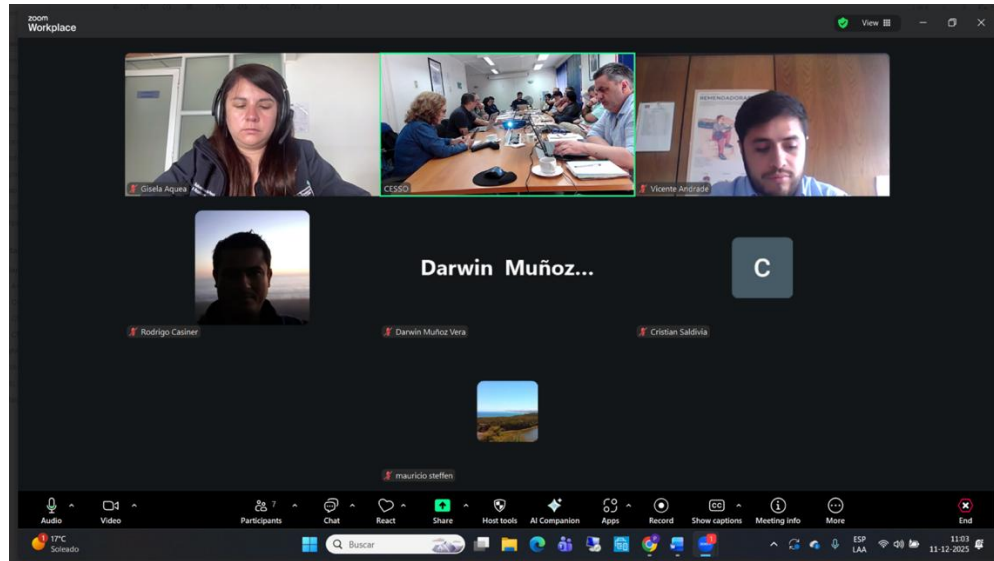 zoom
Workplace
View
REMENDADORA
Gisela Aquea
CESSO
Vicente Andrade
Darwin Muñoz...
C
Rodrigo Casiner
Darwin Muñoz Vera
Cristian Saldivia
mauricio steffen
7
CC
Audio
Video
Participants
Chat
React
Share
Host tools
AI Companion
Apps
Record
Show captions
Meeting info
More
End
1
17°C
Soleado
Buscar
ESP
LAA
11:03
11-12-2025